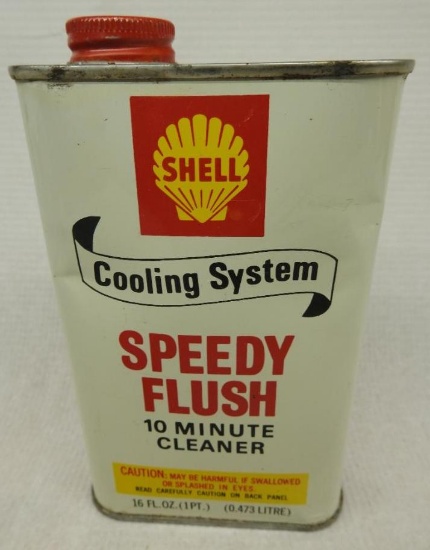 SHELL
Cooling System
SPEEDY
FLUSH
10 MINUTE
CLEANER
CAUTION: MAY BE HARMFUL IF SWALLOWED
OR SPLASHED IN EYES.
READ CAREFULLY CAUTION ON BACK PANEL
16 FL.OZ.(1PT.) (0.473 LITRE)